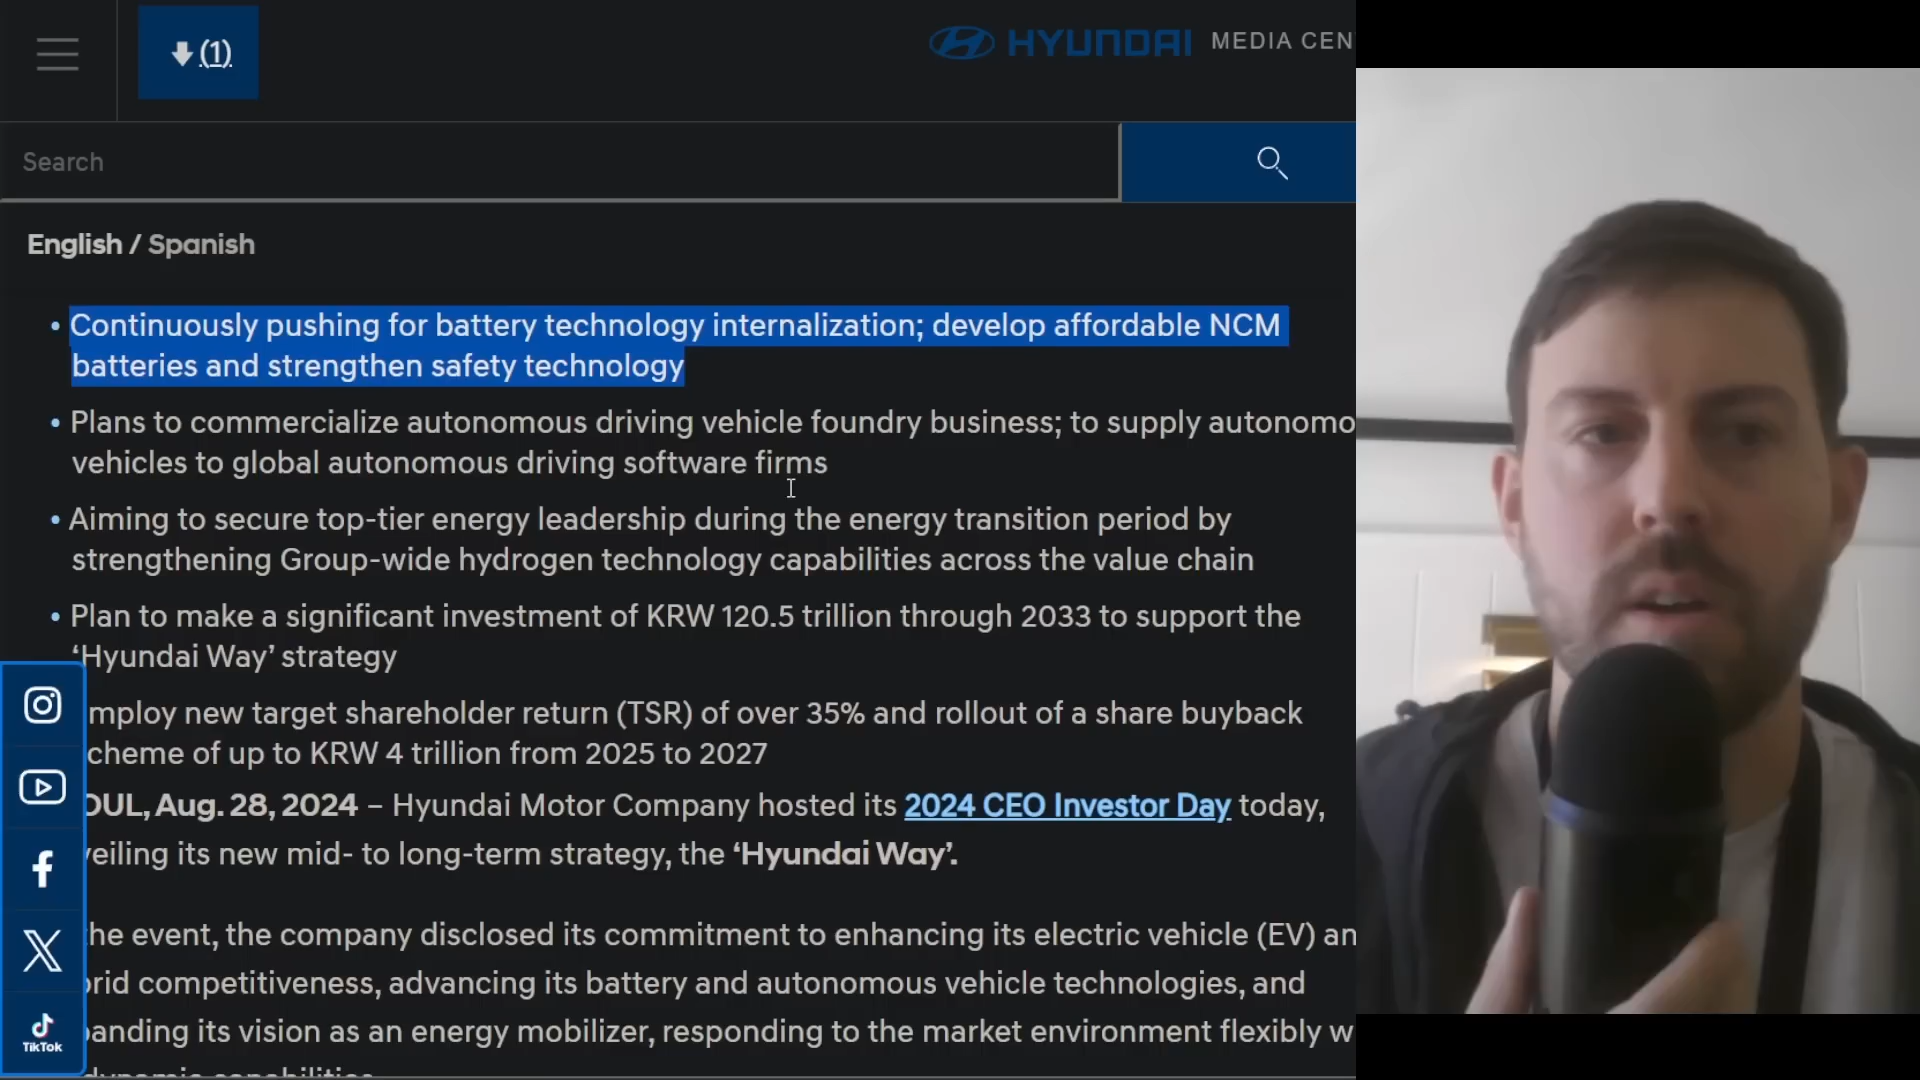 (1)
HYUNDAI MEDIA CEN
Search
English / Spanish
• Continuously pushing for battery technology internalization; develop affordable NCM
batteries and strengthen safety technology
• Plans to commercialize autonomous driving vehicle foundry business; to supply autonomo
vehicles to global autonomous driving software firms
• Aiming to secure top-tier energy leadership during the energy transition period by
strengthening Group-wide hydrogen technology capabilities across the value chain
• Plan to make a significant investment of KRW 120.5 trillion through 2033 to support the
‘Hyundai Way’ strategy
mploy new target shareholder return (TSR) of over 35% and rollout of a share buyback
cheme of up to KRW 4 trillion from 2025 to 2027
OUL, Aug. 28, 2024 – Hyundai Motor Company hosted its 2024 CEO Investor Day today,
veiling its new mid- to long-term strategy, the ‘Hyundai Way’.
the event, the company disclosed its commitment to enhancing its electric vehicle (EV) an
brid competitiveness, advancing its battery and autonomous vehicle technologies, and
panding its vision as an energy mobilizer, responding to the market environment flexibly w
TikTok